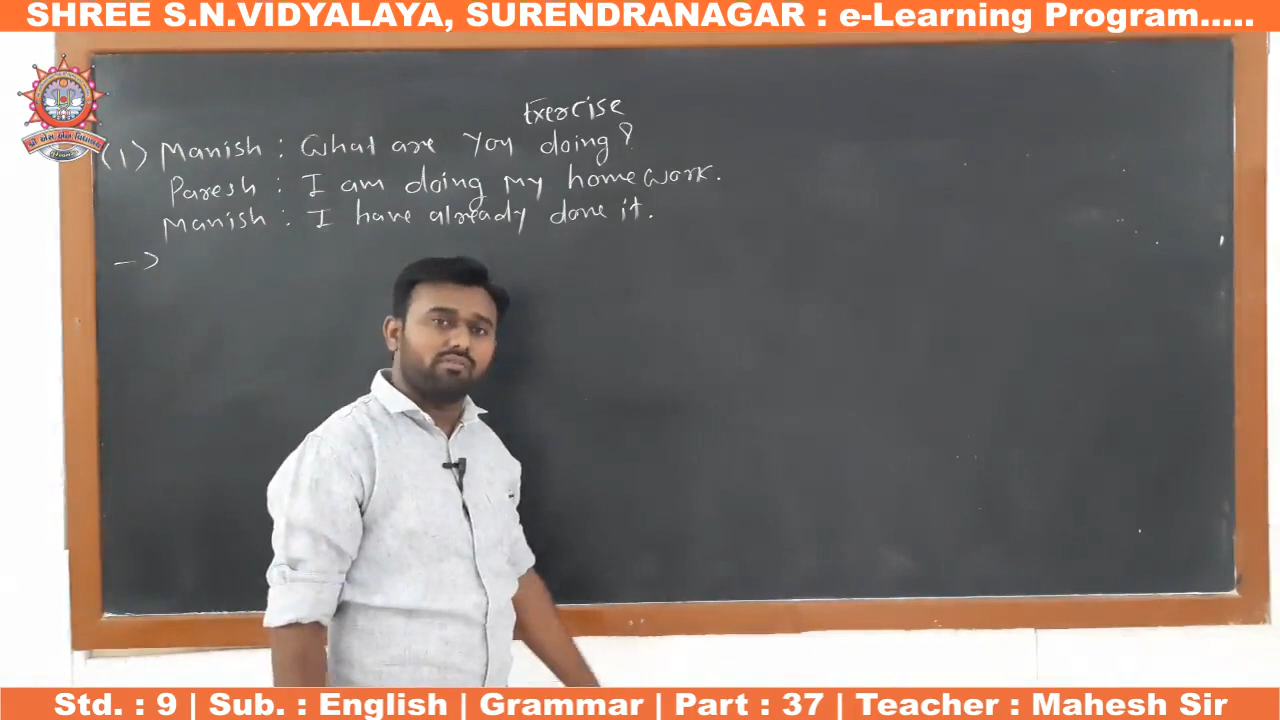 SHREE S.N.VIDYALAYA, SURENDRANAGAR : e-Learning Program.....
Exercise
(1) Manish : What are You doing?
Paresh : I am doing my homework.
Manish : I have already done it.
-->
Std. : 9 | Sub. : English | Grammar | Part : 37 | Teacher : Mahesh Sir